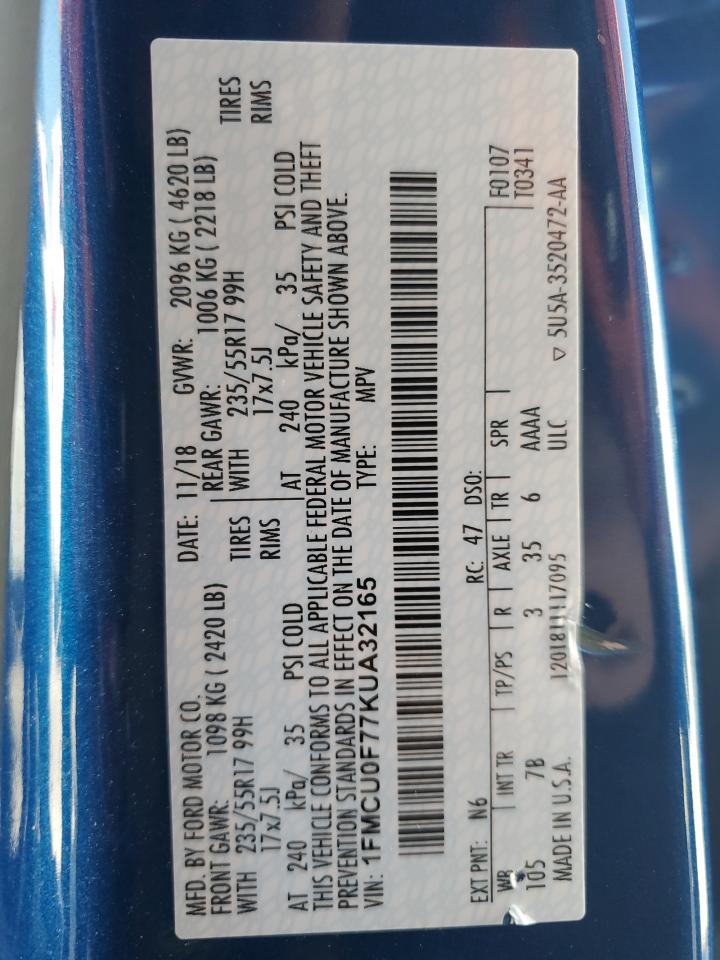 MFD. BY FORD MOTOR CO.
DATE: 11/18 GVWR: 2096 KG ( 4620 LB)
FRONT GAWR: 1098 KG ( 2420 LB) REAR GAWR: 1006 KG ( 2218 LB)
WITH 235/55R17 99H TIRES WITH 235/55R17 99H TIRES
17x7.5J RIMS 17x7.5J RIMS
AT 240 kPa/ 35 PSI COLD AT 240 kPa/ 35 PSI COLD
THIS VEHICLE CONFORMS TO ALL APPLICABLE FEDERAL MOTOR VEHICLE SAFETY AND THEFT
PREVENTION STANDARDS IN EFFECT ON THE DATE OF MANUFACTURE SHOWN ABOVE.
VIN: 1FMCU0F77KUA32165 TYPE: MPV
EXT PNT: N6 RC: 47 DSO: F0107
WB INT TR TP/PS R AXLE TR SPR T0341
105 7B 3 35 6 AAAA
MADE IN U.S.A. 120181117095 ULC ▽ 5U5A-3520472-AA